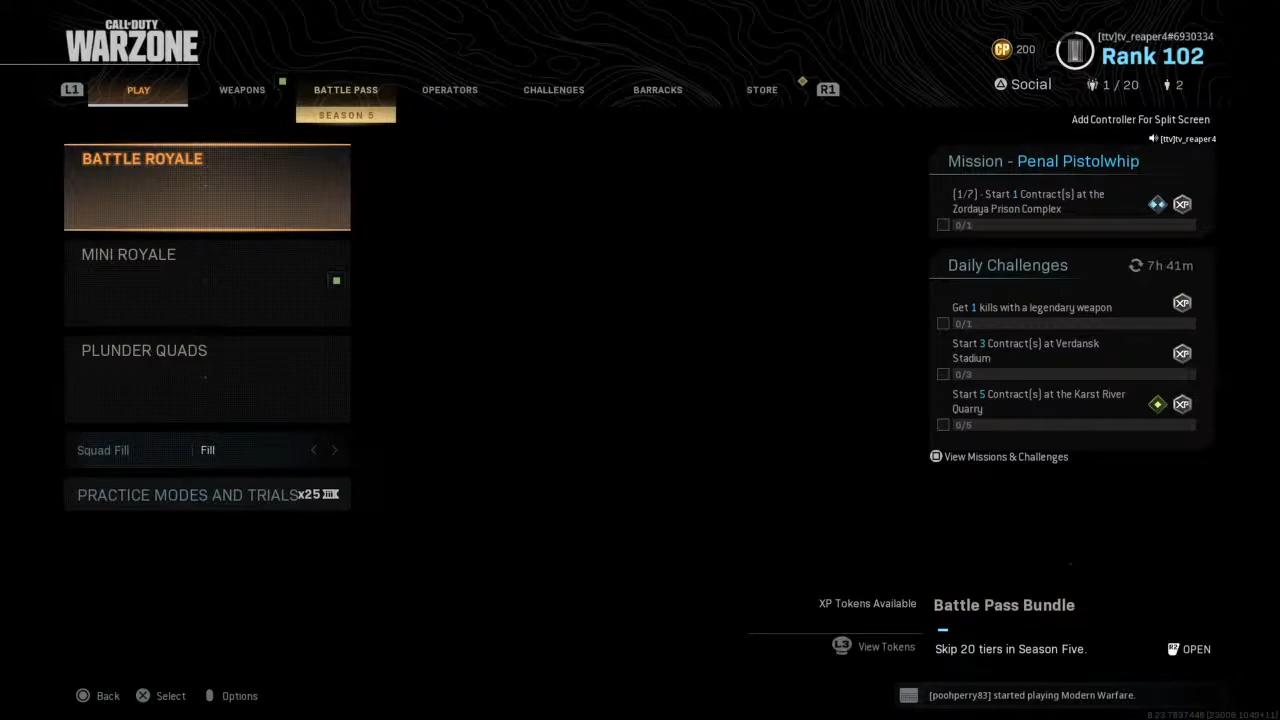 CALL OF DUTY
WARZONE
CP 200
[ttv]tv_reaper4#6930334
Rank 102
L1
PLAY
WEAPONS
BATTLE PASS
SEASON 5
OPERATORS
CHALLENGES
BARRACKS
STORE
R1
Social
1 / 20
2
Add Controller For Split Screen
[ttv]tv_reaper4
BATTLE ROYALE
MINI ROYALE
PLUNDER QUADS
Squad Fill
Fill
PRACTICE MODES AND TRIALS x25
Mission - Penal Pistolwhip
[1/7] - Start 1 Contract(s) at the
Zordaya Prison Complex
XP
0/1
Daily Challenges
7h 41m
Get 1 kills with a legendary weapon
XP
0/1
Start 3 Contract(s) at Verdansk
Stadium
XP
0/3
Start 5 Contract(s) at the Karst River
Quarry
XP
0/5
View Missions & Challenges
XP Tokens Available
L3 View Tokens
Battle Pass Bundle
Skip 20 tiers in Season Five.
R2 OPEN
Back
Select
Options
[poohperry83] started playing Modern Warfare.